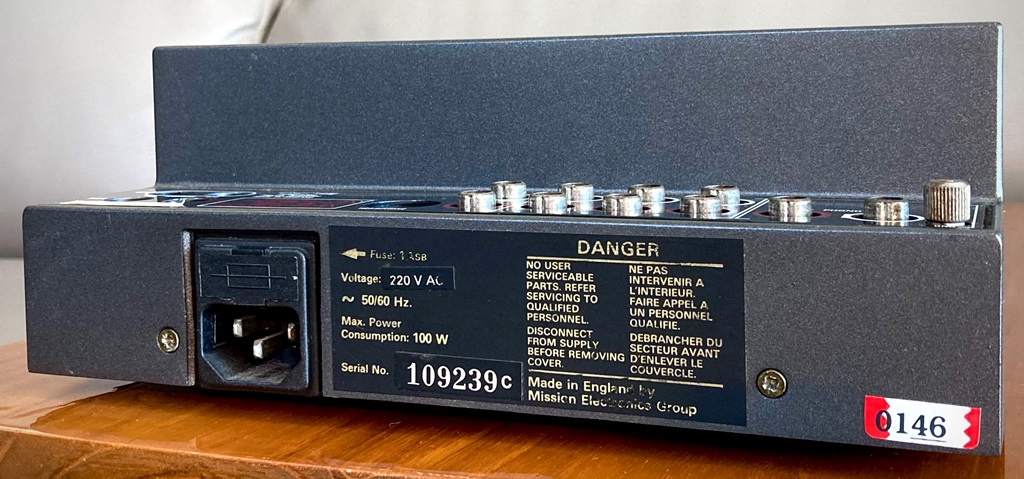 Fuse: 1 ASB
Voltage: 220 V AC
~ 50/60 Hz.
Max. Power
Consumption: 100 W
Serial No. 109239C
DANGER
NO USER
SERVICEABLE
PARTS. REFER
SERVICING TO
QUALIFIED
PERSONNEL.
DISCONNECT
FROM SUPPLY
BEFORE REMOVING
COVER.
NE PAS
INTERVENIR A
L'INTERIEUR.
FAIRE APPEL A
UN PERSONNEL
QUALIFIE.
DEBRANCHER DU
SECTEUR AVANT
D'ENLEVER LE
COUVERCLE.
Made in England by
Mission Electronics Group
0146